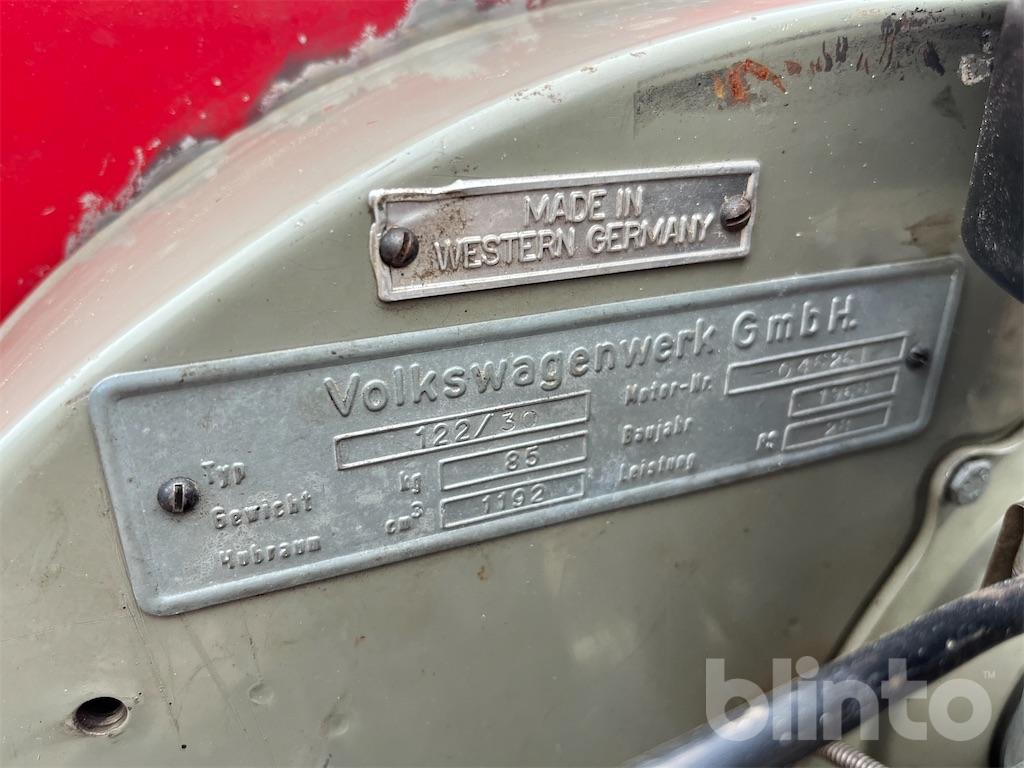 MADE IN
WESTERN GERMANY
Volkswagenwerk GmbH.
Typ 122/30 Motor-Nr.
Gewicht kg 85 Baujahr
Hubraum cm³ 1192 Leistung PS
blinto™